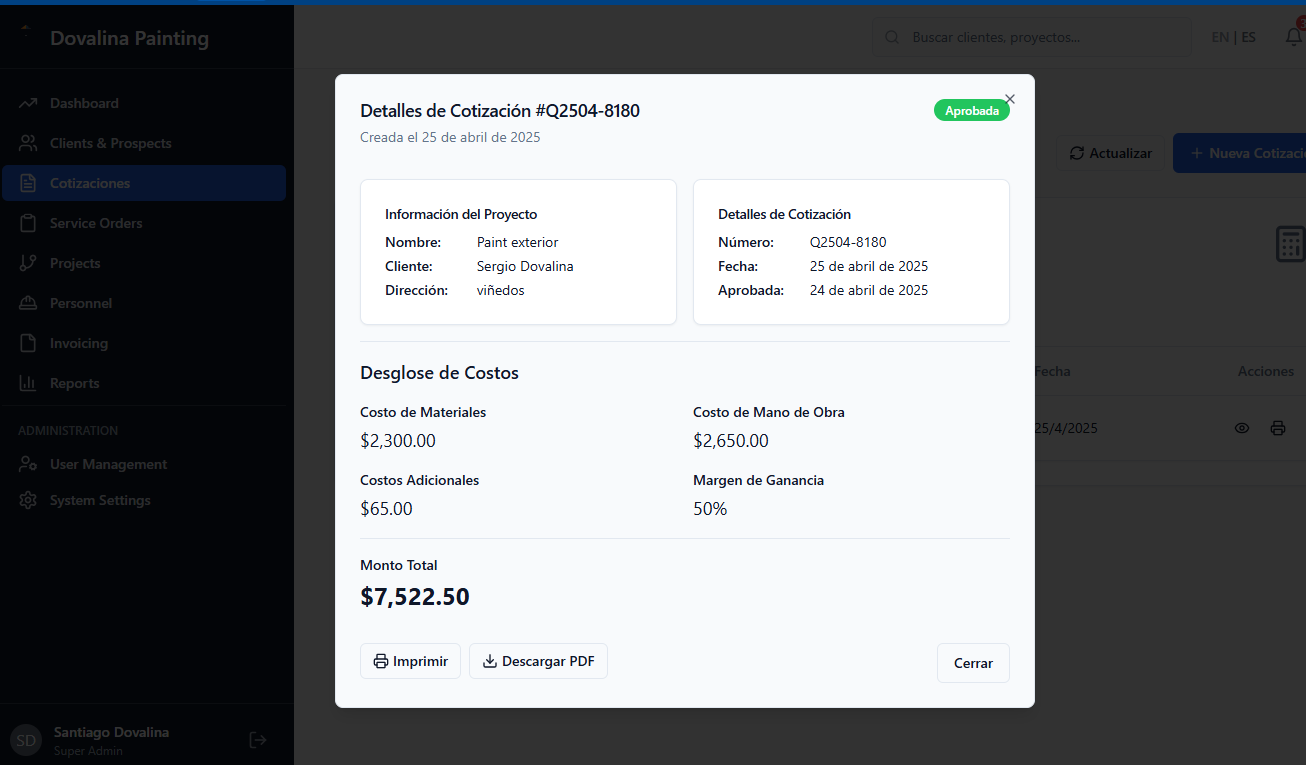 Dovalina Painting
Buscar clientes, proyectos...
EN | ES
Dashboard
Clients & Prospects
Cotizaciones
Service Orders
Projects
Personnel
Invoicing
Reports
ADMINISTRATION
User Management
System Settings
SD
Santiago Dovalina
Super Admin
Actualizar
+ Nueva
Fecha
Acciones
25/4/2025
Detalles de Cotización #Q2504-8180
Aprobada
Creada el 25 de abril de 2025
Información del Proyecto
Nombre: Paint exterior
Cliente: Sergio Dovalina
Dirección: viñedos
Detalles de Cotización
Número: Q2504-8180
Fecha: 25 de abril de 2025
Aprobada: 24 de abril de 2025
Desglose de Costos
Costo de Materiales
$2,300.00
Costo de Mano de Obra
$2,650.00
Costos Adicionales
$65.00
Margen de Ganancia
50%
Monto Total
$7,522.50
Imprimir
Descargar PDF
Cerrar